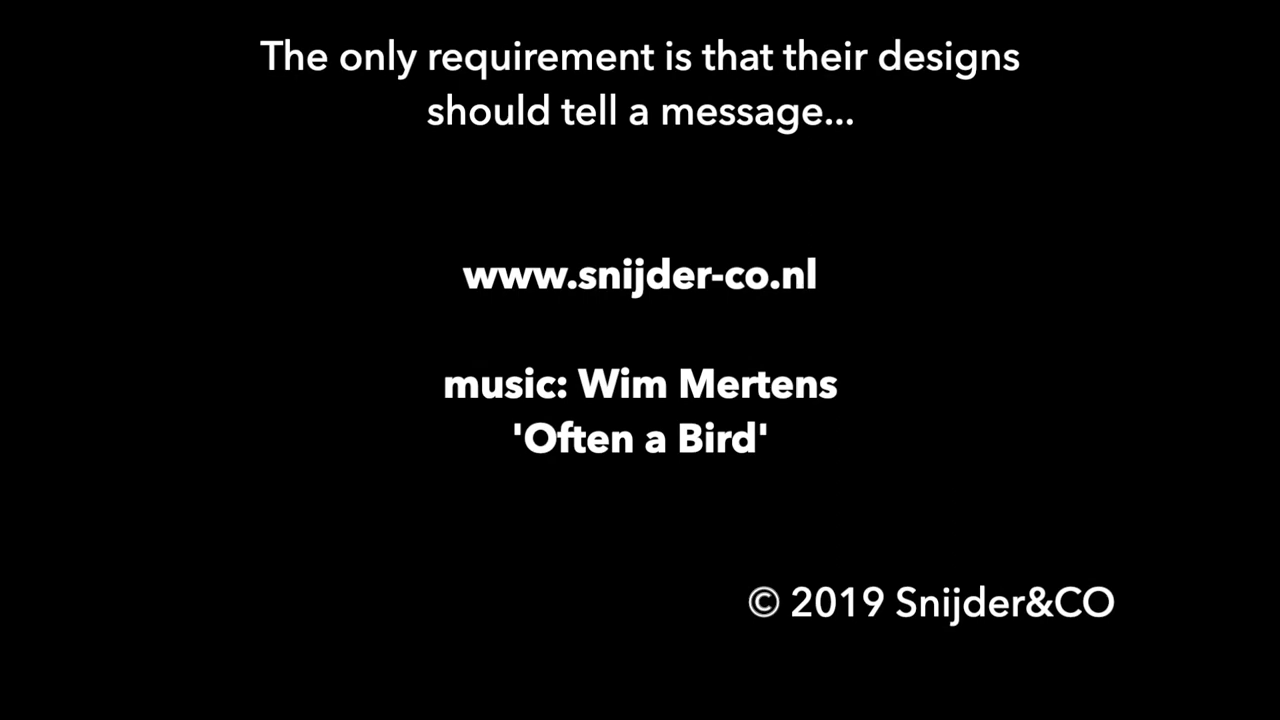 The only requirement is that their designs
should tell a message...
www.snijder-co.nl
music: Wim Mertens
'Often a Bird'
© 2019 Snijder&CO